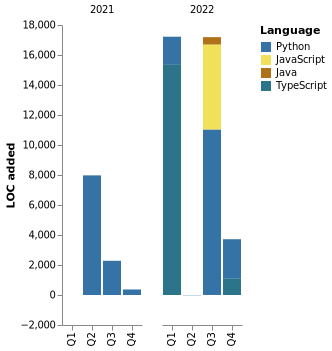 2021 2022
Language
Python
JavaScript
Java
TypeScript
LOC added
18,000
16,000
14,000
12,000
10,000
8,000
6,000
4,000
2,000
0
−2,000
Q1 Q2 Q3 Q4 Q1 Q2 Q3 Q4